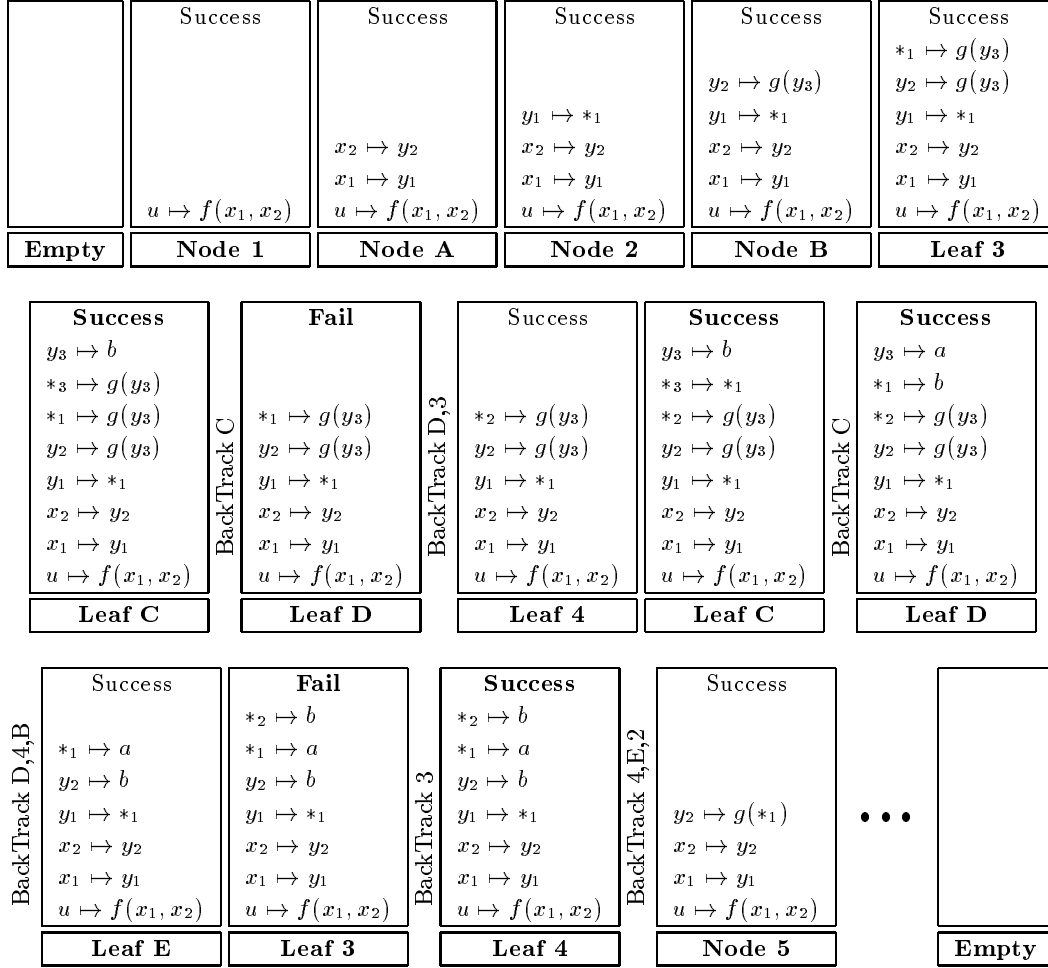 Success
u ↦ f(x₁, x₂)
Success
x₂ ↦ y₂
x₁ ↦ y₁
u ↦ f(x₁, x₂)
Success
y₁ ↦ *₁
x₂ ↦ y₂
x₁ ↦ y₁
u ↦ f(x₁, x₂)
Success
y₂ ↦ g(y₃)
y₁ ↦ *₁
x₂ ↦ y₂
x₁ ↦ y₁
u ↦ f(x₁, x₂)
Success
*₁ ↦ g(y₃)
y₂ ↦ g(y₃)
y₁ ↦ *₁
x₂ ↦ y₂
x₁ ↦ y₁
u ↦ f(x₁, x₂)
Empty
Node 1
Node A
Node 2
Node B
Leaf 3
Success
y₃ ↦ b
*₃ ↦ g(y₃)
*₁ ↦ g(y₃)
y₂ ↦ g(y₃)
y₁ ↦ *₁
x₂ ↦ y₂
x₁ ↦ y₁
u ↦ f(x₁, x₂)
Leaf C
BackTrack C
Fail
*₁ ↦ g(y₃)
y₂ ↦ g(y₃)
y₁ ↦ *₁
x₂ ↦ y₂
x₁ ↦ y₁
u ↦ f(x₁, x₂)
Leaf D
BackTrack D,3
Success
*₂ ↦ g(y₃)
y₂ ↦ g(y₃)
y₁ ↦ *₁
x₂ ↦ y₂
x₁ ↦ y₁
u ↦ f(x₁, x₂)
Leaf 4
Success
y₃ ↦ b
*₃ ↦ *₁
*₂ ↦ g(y₃)
y₂ ↦ g(y₃)
y₁ ↦ *₁
x₂ ↦ y₂
x₁ ↦ y₁
u ↦ f(x₁, x₂)
Leaf C
BackTrack C
Success
y₃ ↦ a
*₁ ↦ b
*₂ ↦ g(y₃)
y₂ ↦ g(y₃)
y₁ ↦ *₁
x₂ ↦ y₂
x₁ ↦ y₁
u ↦ f(x₁, x₂)
Leaf D
BackTrack D,4,B
Success
*₁ ↦ a
y₂ ↦ b
y₁ ↦ *₁
x₂ ↦ y₂
x₁ ↦ y₁
u ↦ f(x₁, x₂)
Leaf E
Fail
*₂ ↦ b
*₁ ↦ a
y₂ ↦ b
y₁ ↦ *₁
x₂ ↦ y₂
x₁ ↦ y₁
u ↦ f(x₁, x₂)
Leaf 3
BackTrack 3
Success
*₂ ↦ b
*₁ ↦ a
y₂ ↦ b
y₁ ↦ *₁
x₂ ↦ y₂
x₁ ↦ y₁
u ↦ f(x₁, x₂)
Leaf 4
BackTrack 4,E,2
Success
y₂ ↦ g(*₁)
x₂ ↦ y₂
x₁ ↦ y₁
u ↦ f(x₁, x₂)
Node 5
• • •
Empty